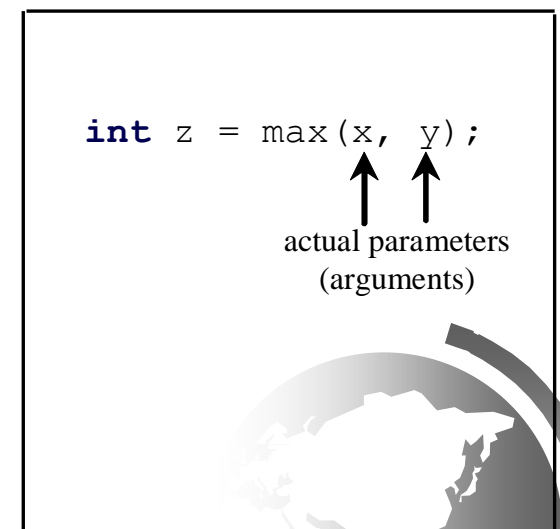 int z = max(x, y);
actual parameters
(arguments)